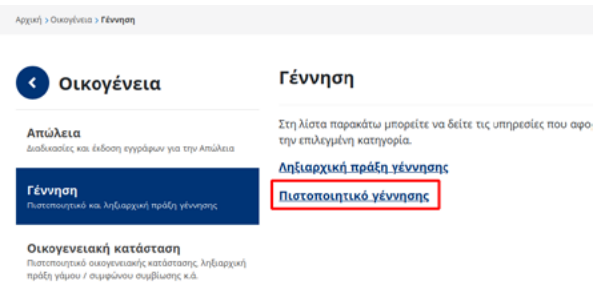 Αρχική > Οικογένεια > Γέννηση
Οικογένεια
Απώλεια
Διαδικασίες και έκδοση εγγράφων για την Απώλεια
Γέννηση
Πιστοποιητικό και ληξιαρχική πράξη γέννησης
Οικογενειακή κατάσταση
Πιστοποιητικό οικογενειακής κατάστασης, ληξιαρχική
πράξη γάμου / συμφώνου συμβίωσης κ.ά.
Γέννηση
Στη λίστα παρακάτω μπορείτε να δείτε τις υπηρεσίες που αφο
την επιλεγμένη κατηγορία.
Ληξιαρχική πράξη γέννησης
Πιστοποιητικό γέννησης